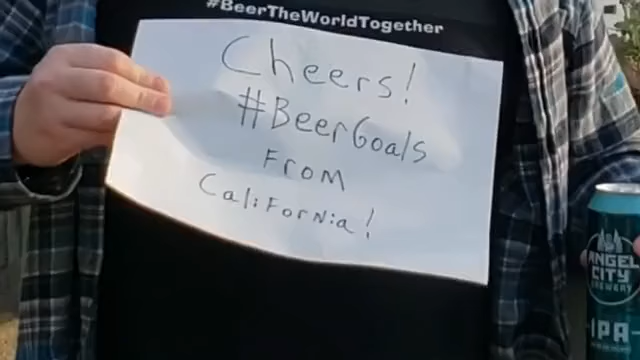 #BeerTheWorldTogether
Cheers!
#BeerGoals
FROM
CaliFORNia!
ANGEL
CITY
BREWERY
IPA